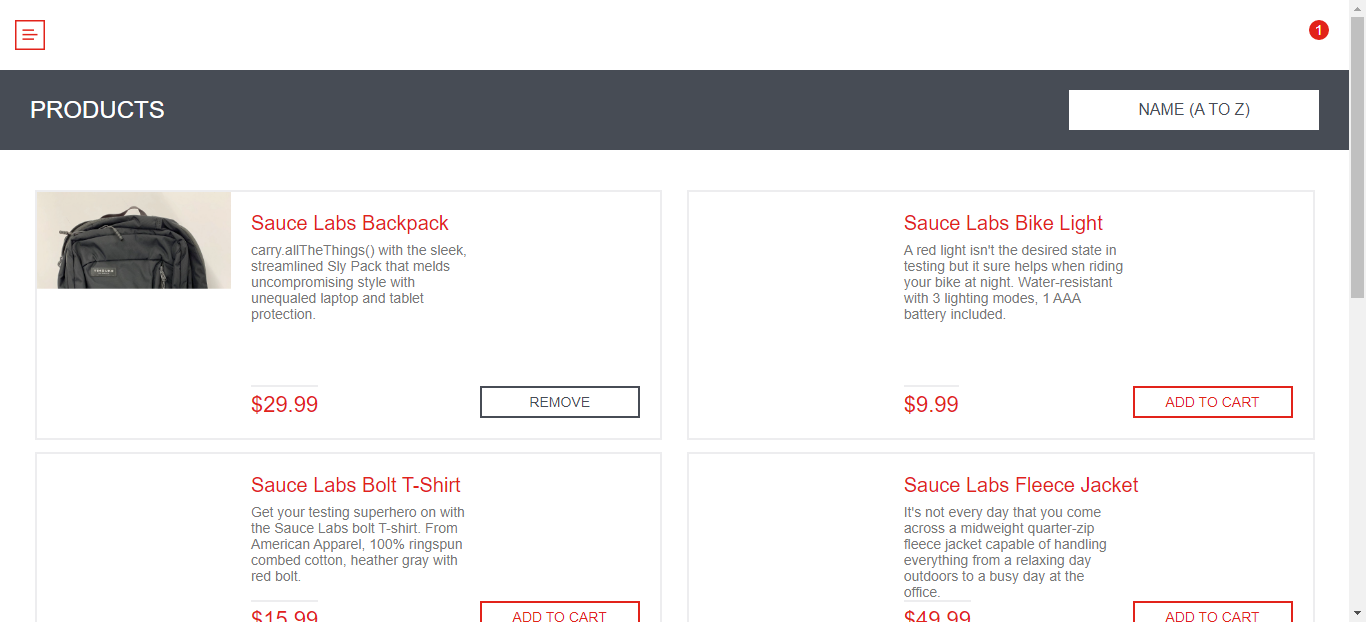 1
PRODUCTS
NAME (A TO Z)
Sauce Labs Backpack
carry.allTheThings() with the sleek,
streamlined Sly Pack that melds
uncompromising style with
unequaled laptop and tablet
protection.
$29.99
REMOVE
Sauce Labs Bike Light
A red light isn't the desired state in
testing but it sure helps when riding
your bike at night. Water-resistant
with 3 lighting modes, 1 AAA
battery included.
$9.99
ADD TO CART
Sauce Labs Bolt T-Shirt
Get your testing superhero on with
the Sauce Labs bolt T-shirt. From
American Apparel, 100% ringspun
combed cotton, heather gray with
red bolt.
$15.99
ADD TO CART
Sauce Labs Fleece Jacket
It's not every day that you come
across a midweight quarter-zip
fleece jacket capable of handling
everything from a relaxing day
outdoors to a busy day at the
office.
$49.99
ADD TO CART